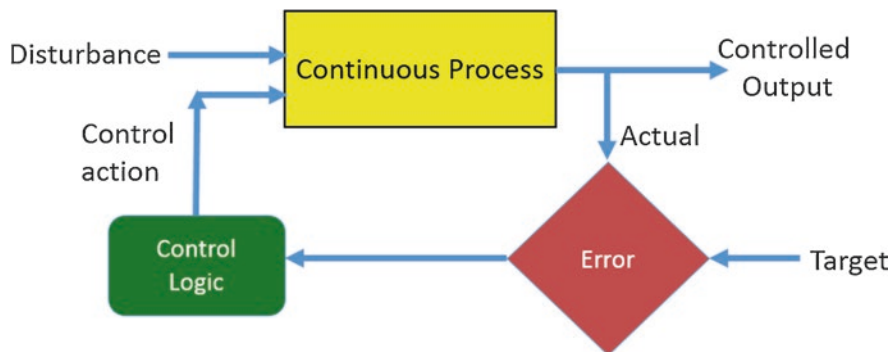 Disturbance
Continuous Process
Controlled
Output
Control
action
Actual
Control
Logic
Error
Target